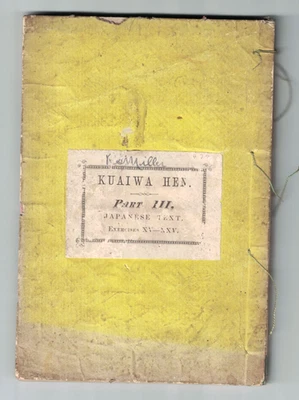 KUAIWA HEN.
PART III,
JAPANESE TEXT.
EXERCISES XV—XXV.